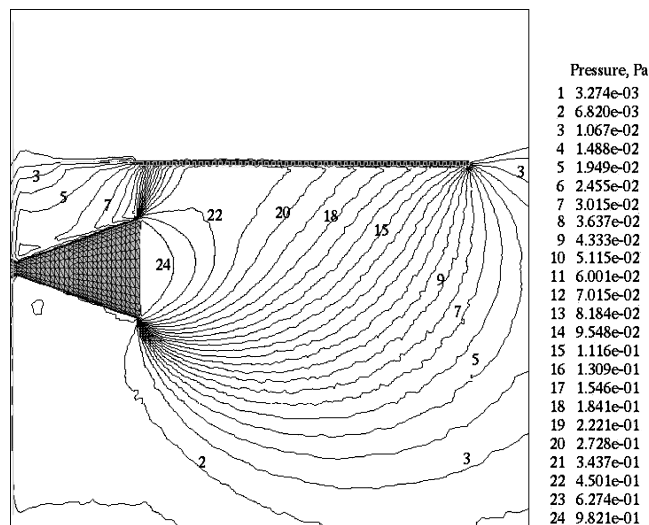 Pressure, Pa
1 3.274e-03
2 6.820e-03
3 1.067e-02
4 1.488e-02
5 1.949e-02
6 2.455e-02
7 3.015e-02
8 3.637e-02
9 4.333e-02
10 5.115e-02
11 6.001e-02
12 7.015e-02
13 8.184e-02
14 9.548e-02
15 1.116e-01
16 1.309e-01
17 1.546e-01
18 1.841e-01
19 2.221e-01
20 2.728e-01
21 3.437e-01
22 4.501e-01
23 6.274e-01
24 9.821e-01
3
3
5
7
22
20
18
15
24
9
7
5
2
3